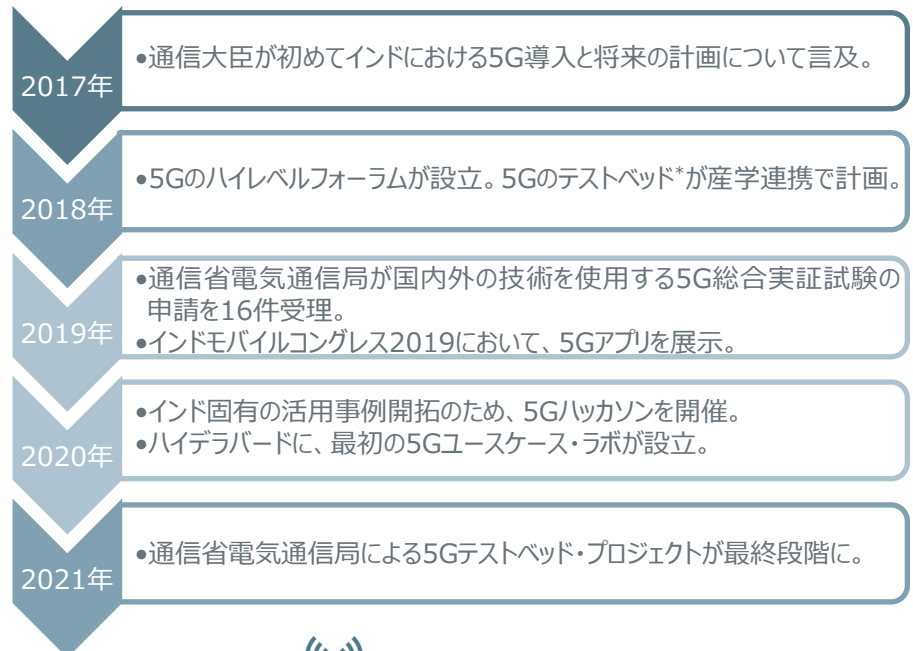 2017年
•通信大臣が初めてインドにおける5G導入と将来の計画について言及。
2018年
•5Gのハイレベルフォーラムが設立。5Gのテストベッド*が産学連携で計画。
2019年
•通信省電気通信局が国内外の技術を使用する5G総合実証試験の
申請を16件受理。
•インドモバイルコングレス2019において、5Gアプリを展示。
2020年
•インド固有の活用事例開拓のため、5Gハッカソンを開催。
•ハイデラバードに、最初の5Gユースケース・ラボが設立。
2021年
•通信省電気通信局による5Gテストベッド・プロジェクトが最終段階に。